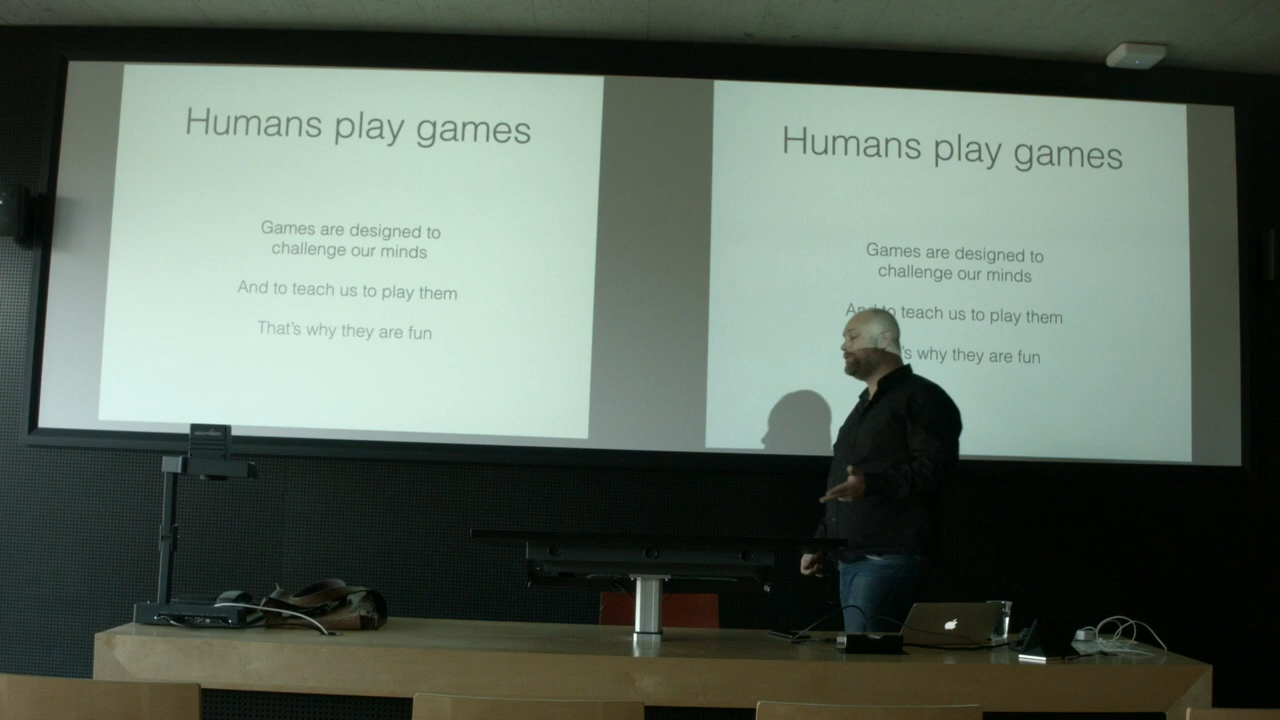 Humans play games
Games are designed to
challenge our minds
And to teach us to play them
That's why they are fun
Humans play games
Games are designed to
challenge our minds
And to teach us to play them
's why they are fun